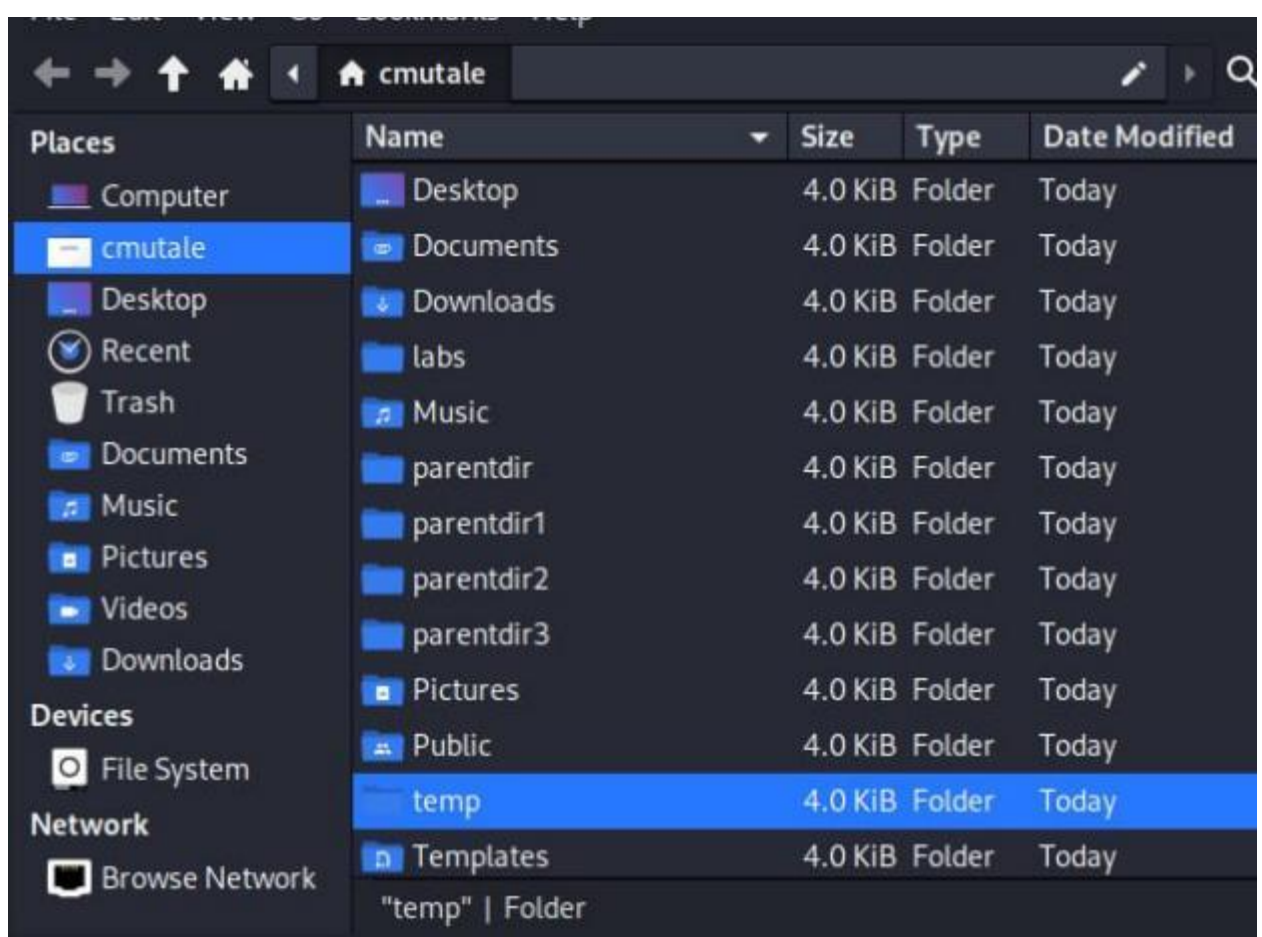 cmutale
Places
Computer
cmutale
Desktop
Recent
Trash
Documents
Music
Pictures
Videos
Downloads
Devices
File System
Network
Browse Network
Name Size Type Date Modified
Desktop 4.0 KiB Folder Today
Documents 4.0 KiB Folder Today
Downloads 4.0 KiB Folder Today
labs 4.0 KiB Folder Today
Music 4.0 KiB Folder Today
parentdir 4.0 KiB Folder Today
parentdir1 4.0 KiB Folder Today
parentdir2 4.0 KiB Folder Today
parentdir3 4.0 KiB Folder Today
Pictures 4.0 KiB Folder Today
Public 4.0 KiB Folder Today
temp 4.0 KiB Folder Today
Templates 4.0 KiB Folder Today
"temp" | Folder